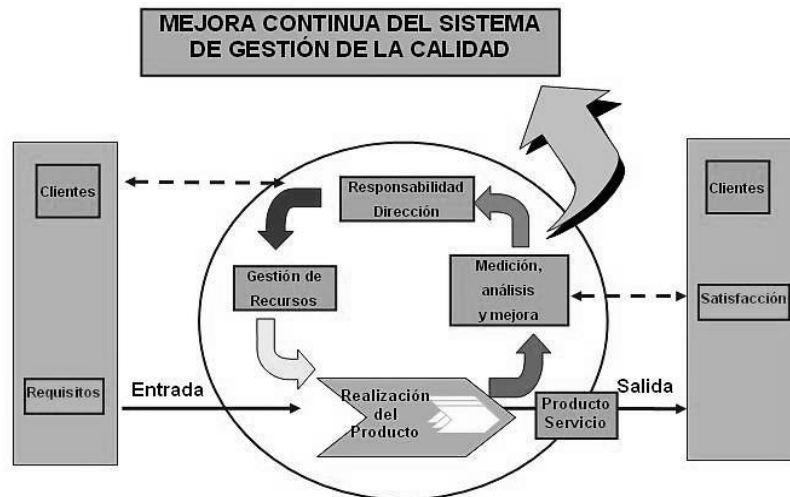 MEJORA CONTINUA DEL SISTEMA
DE GESTIÓN DE LA CALIDAD
Clientes
Responsabilidad
Dirección
Clientes
Gestión de
Recursos
Medición,
análisis
y mejora
Satisfacción
Requisitos
Entrada
Realización
del
Producto
Producto
Servicio
Salida